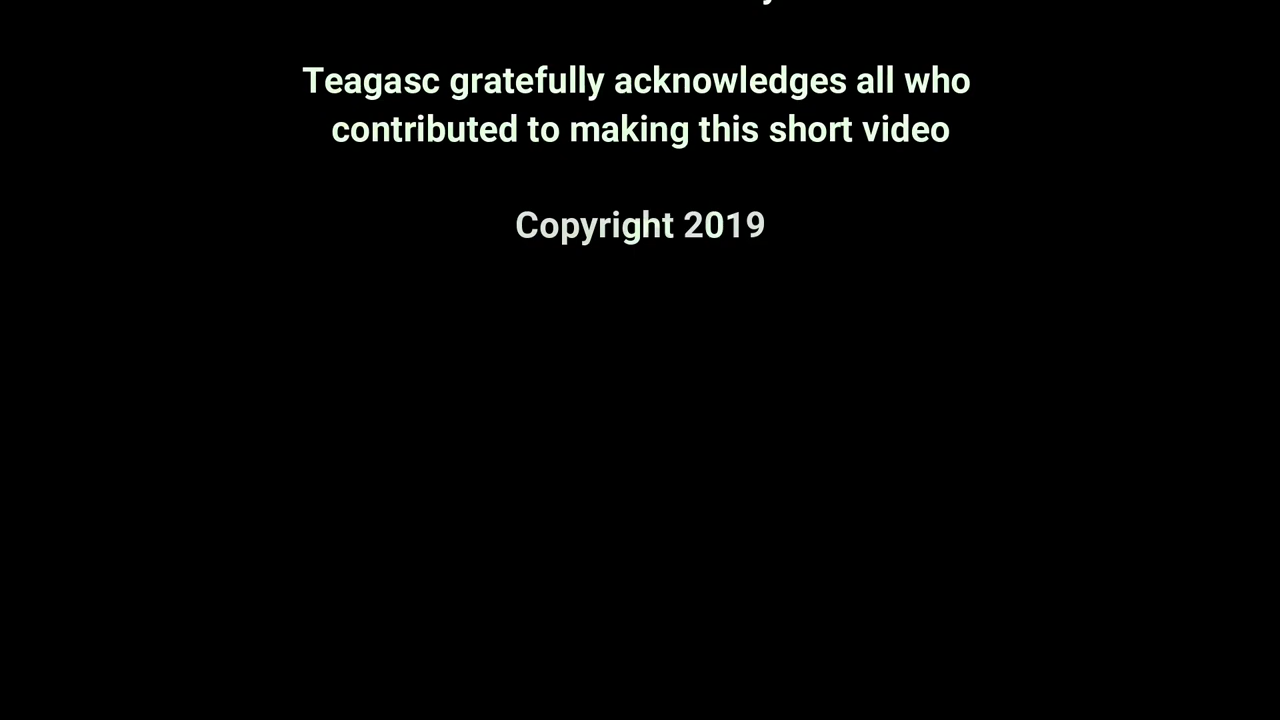 Teagasc gratefully acknowledges all who
contributed to making this short video
Copyright 2019